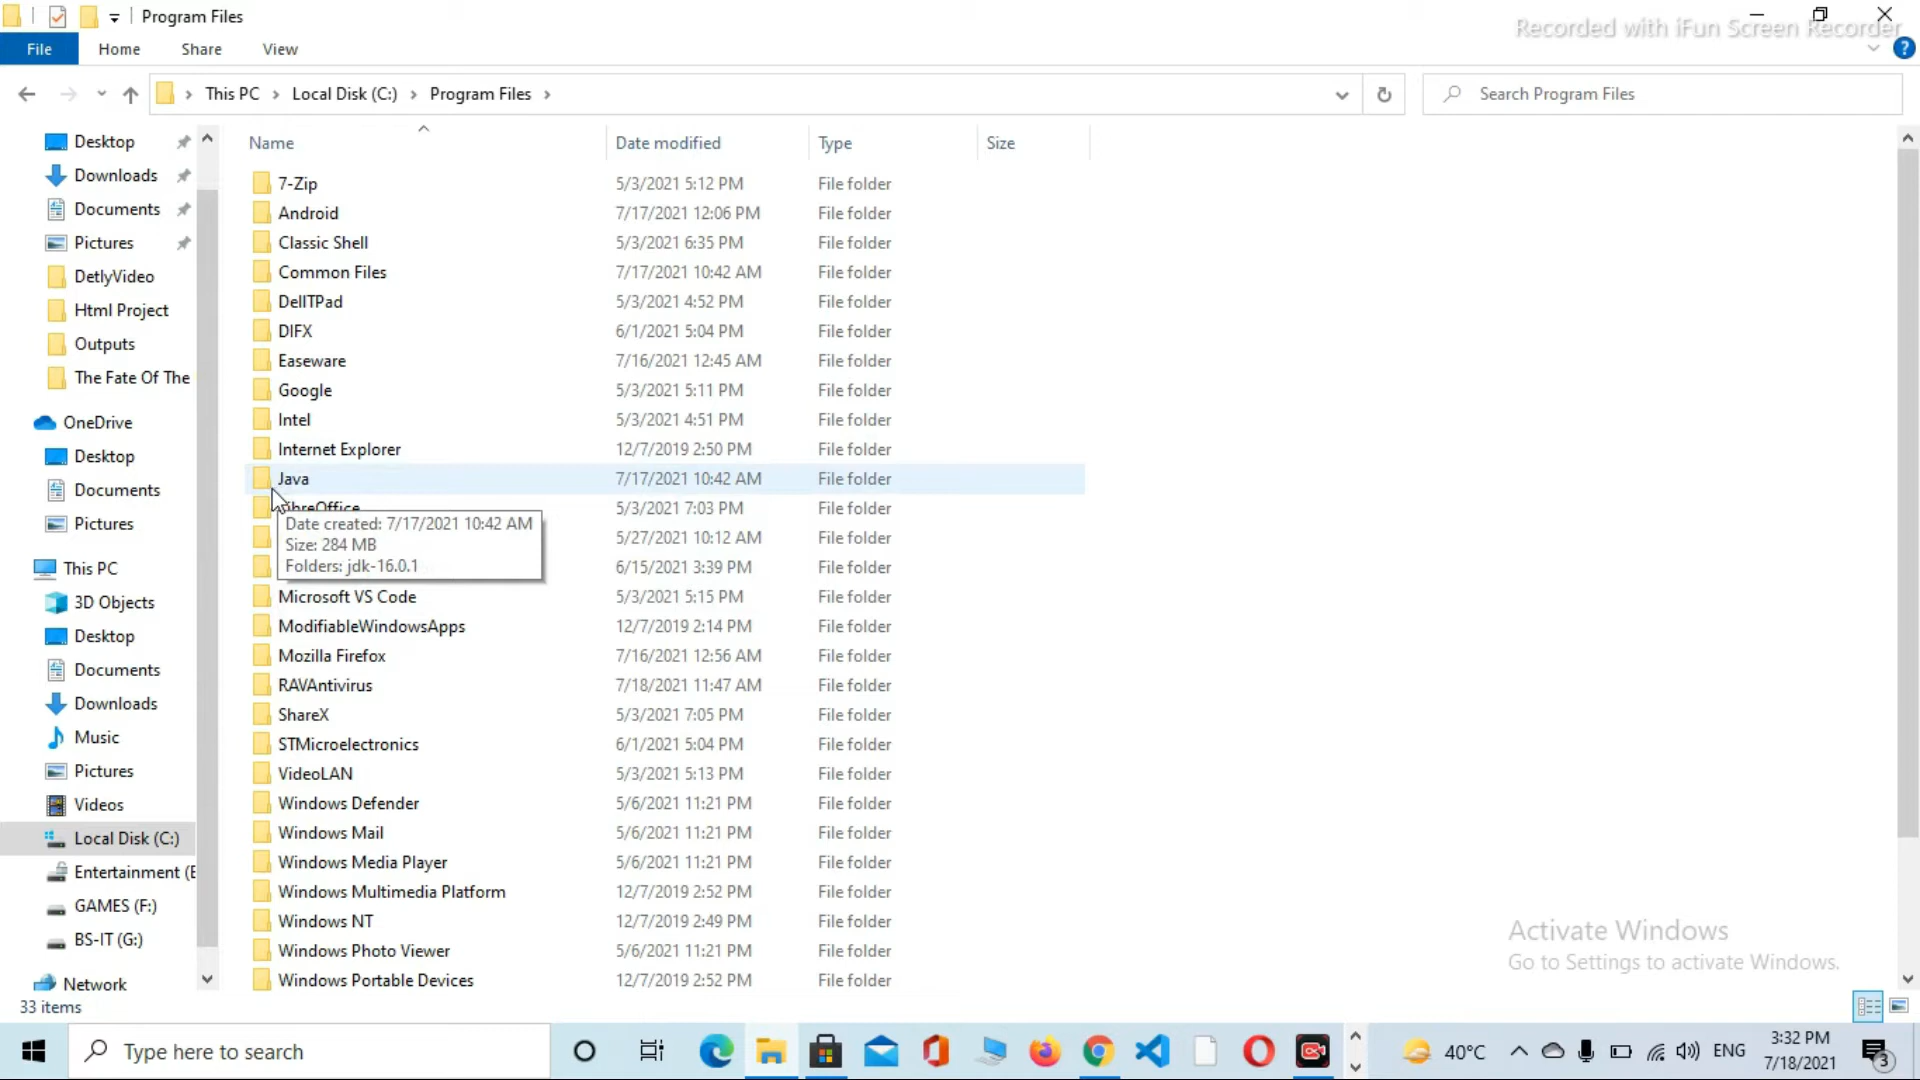 Program Files
Recorded with iFun Screen Recorder
File Home Share View
This PC Local Disk (C:) Program Files
Search Program Files
Desktop
Downloads
Documents
Pictures
DetlyVideo
Html Project
Outputs
The Fate Of The
OneDrive
Desktop
Documents
Pictures
This PC
3D Objects
Desktop
Documents
Downloads
Music
Pictures
Videos
Local Disk (C:)
Entertainment (E
GAMES (F:)
BS-IT (G:)
Network
Name Date modified Type Size
7-Zip 5/3/2021 5:12 PM File folder
Android 7/17/2021 12:06 PM File folder
Classic Shell 5/3/2021 6:35 PM File folder
Common Files 7/17/2021 10:42 AM File folder
DellTPad 5/3/2021 4:52 PM File folder
DIFX 6/1/2021 5:04 PM File folder
Easeware 7/16/2021 12:45 AM File folder
Google 5/3/2021 5:11 PM File folder
Intel 5/3/2021 4:51 PM File folder
Internet Explorer 12/7/2019 2:50 PM File folder
Java 7/17/2021 10:42 AM File folder
5/3/2021 7:03 PM File folder
Date created: 7/17/2021 10:42 AM
Size: 284 MB
Folders: jdk-16.0.1
5/27/2021 10:12 AM File folder
6/15/2021 3:39 PM File folder
Microsoft VS Code 5/3/2021 5:15 PM File folder
ModifiableWindowsApps 12/7/2019 2:14 PM File folder
Mozilla Firefox 7/16/2021 12:56 AM File folder
RAVAntivirus 7/18/2021 11:47 AM File folder
ShareX 5/3/2021 7:05 PM File folder
STMicroelectronics 6/1/2021 5:04 PM File folder
VideoLAN 5/3/2021 5:13 PM File folder
Windows Defender 5/6/2021 11:21 PM File folder
Windows Mail 5/6/2021 11:21 PM File folder
Windows Media Player 5/6/2021 11:21 PM File folder
Windows Multimedia Platform 12/7/2019 2:52 PM File folder
Windows NT 12/7/2019 2:49 PM File folder
Windows Photo Viewer 5/6/2021 11:21 PM File folder
Windows Portable Devices 12/7/2019 2:52 PM File folder
Activate Windows
Go to Settings to activate Windows.
33 items
Type here to search
40°C
ENG
3:32 PM
7/18/2021
3